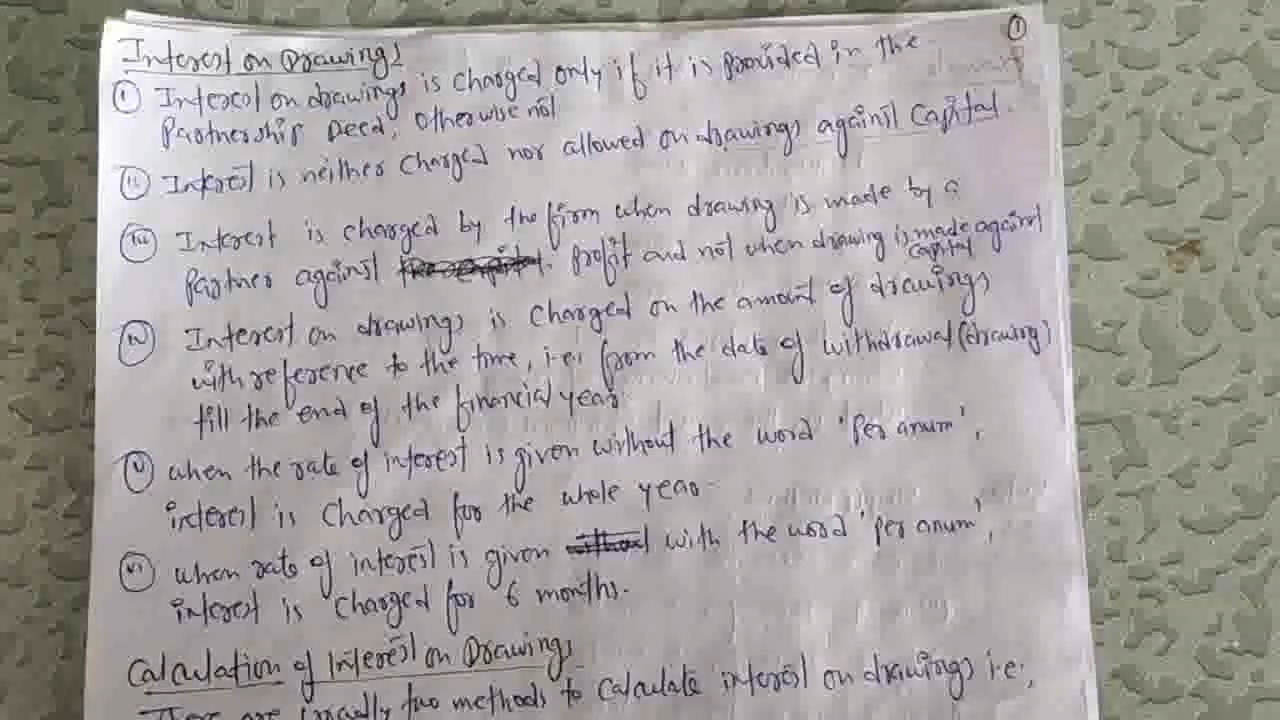 ①
Interest on Drawings
(i) Interest on drawings is charged only if it is provided in the
Partnership Deed, otherwise not
(ii) Interest is neither charged nor allowed on drawings against Capital.
(iii) Interest is charged by the firm when drawing is made by a
Partner against profit and not when drawing is made against
capital
(iv) Interest on drawings is charged on the amount of drawings
with reference to the time, i.e. from the date of withdrawal (drawing)
till the end of the financial year
(v) when the rate of interest is given without the word 'Per anum',
interest is charged for the whole year
(vi) when rate of interest is given with the word 'per anum',
interest is charged for 6 months.
Calculation of Interest on Drawings
There are two methods to calculate interest on drawings i.e,